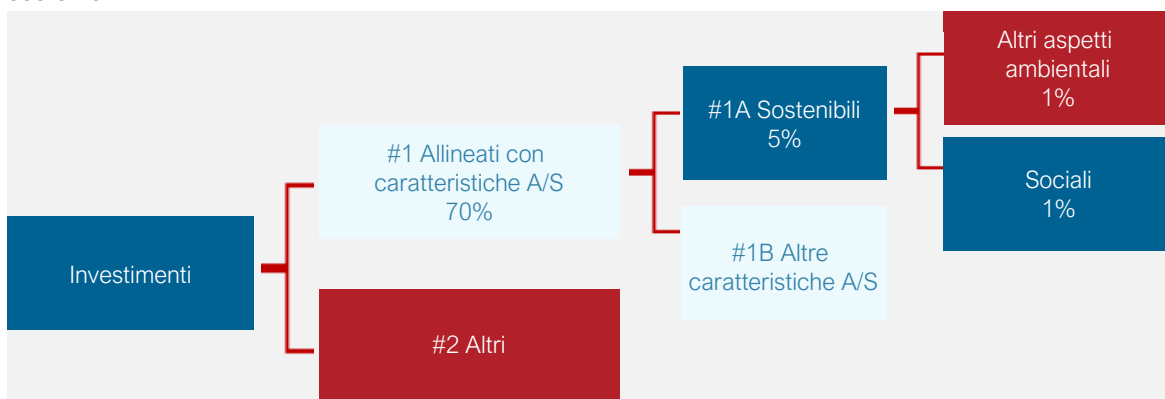 Investimenti
#1 Allineati con
caratteristiche A/S
70%
#2 Altri
#1A Sostenibili
5%
#1B Altre
caratteristiche A/S
Altri aspetti
ambientali
1%
Sociali
1%